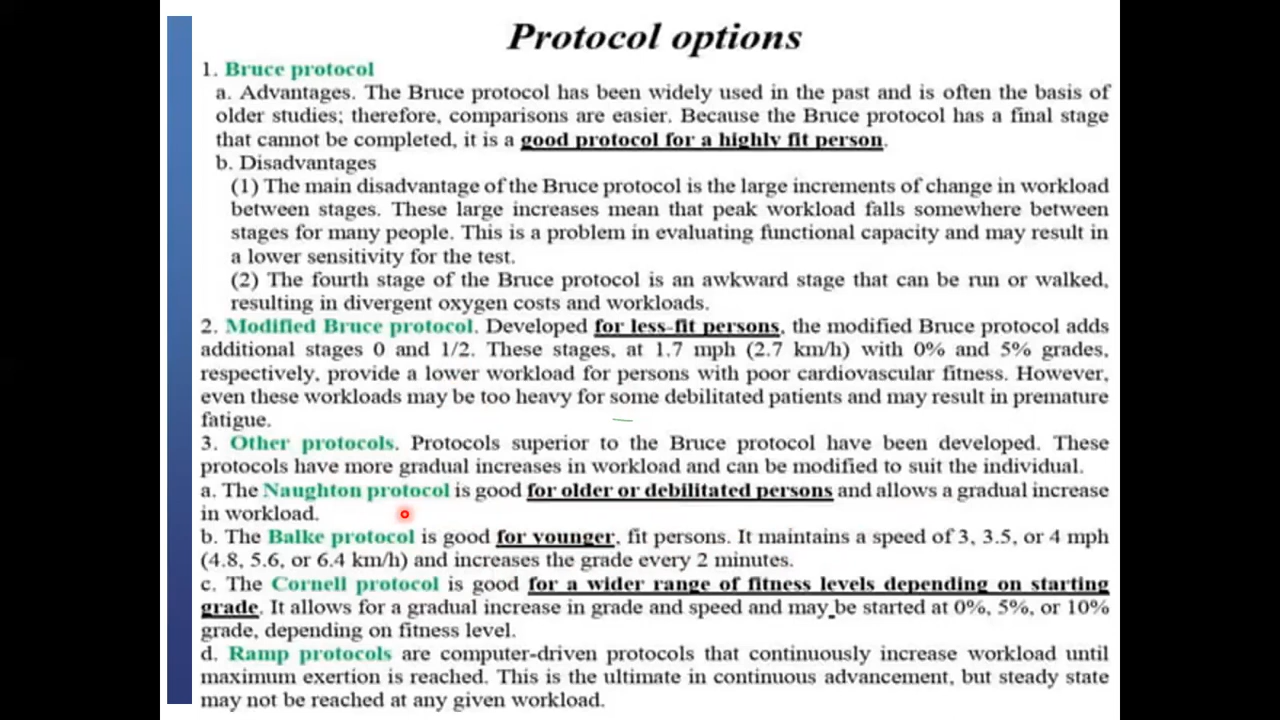 Protocol options
1. Bruce protocol
a. Advantages. The Bruce protocol has been widely used in the past and is often the basis of
older studies; therefore, comparisons are easier. Because the Bruce protocol has a final stage
that cannot be completed, it is a good protocol for a highly fit person.
b. Disadvantages
(1) The main disadvantage of the Bruce protocol is the large increments of change in workload
between stages. These large increases mean that peak workload falls somewhere between
stages for many people. This is a problem in evaluating functional capacity and may result in
a lower sensitivity for the test.
(2) The fourth stage of the Bruce protocol is an awkward stage that can be run or walked,
resulting in divergent oxygen costs and workloads.
2. Modified Bruce protocol. Developed for less-fit persons, the modified Bruce protocol adds
additional stages 0 and 1/2. These stages, at 1.7 mph (2.7 km/h) with 0% and 5% grades,
respectively, provide a lower workload for persons with poor cardiovascular fitness. However,
even these workloads may be too heavy for some debilitated patients and may result in premature
fatigue.
3. Other protocols. Protocols superior to the Bruce protocol have been developed. These
protocols have more gradual increases in workload and can be modified to suit the individual.
a. The Naughton protocol is good for older or debilitated persons and allows a gradual increase
in workload.
b. The Balke protocol is good for younger, fit persons. It maintains a speed of 3, 3.5, or 4 mph
(4.8, 5.6, or 6.4 km/h) and increases the grade every 2 minutes.
c. The Cornell protocol is good for a wider range of fitness levels depending on starting
grade. It allows for a gradual increase in grade and speed and may be started at 0%, 5%, or 10%
grade, depending on fitness level.
d. Ramp protocols are computer-driven protocols that continuously increase workload until
maximum exertion is reached. This is the ultimate in continuous advancement, but steady state
may not be reached at any given workload.